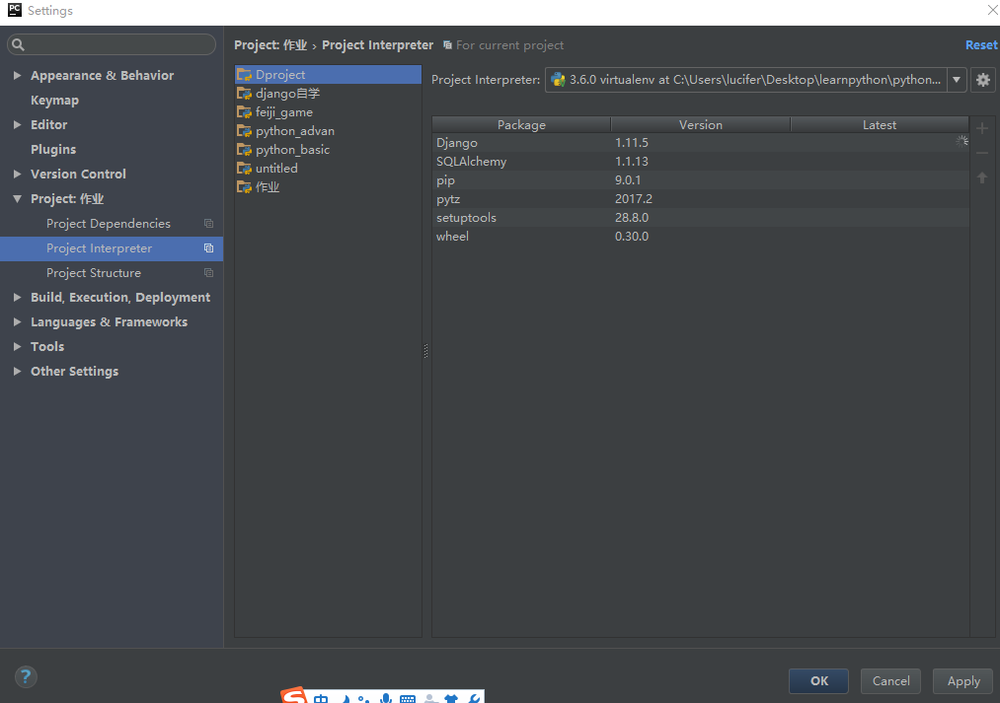 PC Settings
Project: 作业 › Project Interpreter For current project Reset
Appearance & Behavior
Keymap
Editor
Plugins
Version Control
Project: 作业
Project Dependencies
Project Interpreter
Project Structure
Build, Execution, Deployment
Languages & Frameworks
Tools
Other Settings
Dproject
django自学
feiji_game
python_advan
python_basic
untitled
作业
Project Interpreter: 3.6.0 virtualenv at C:\Users\lucifer\Desktop\learnpython\python...
Package Version Latest
Django 1.11.5
SQLAlchemy 1.1.13
pip 9.0.1
pytz 2017.2
setuptools 28.8.0
wheel 0.30.0
?
OK Cancel Apply
S 中